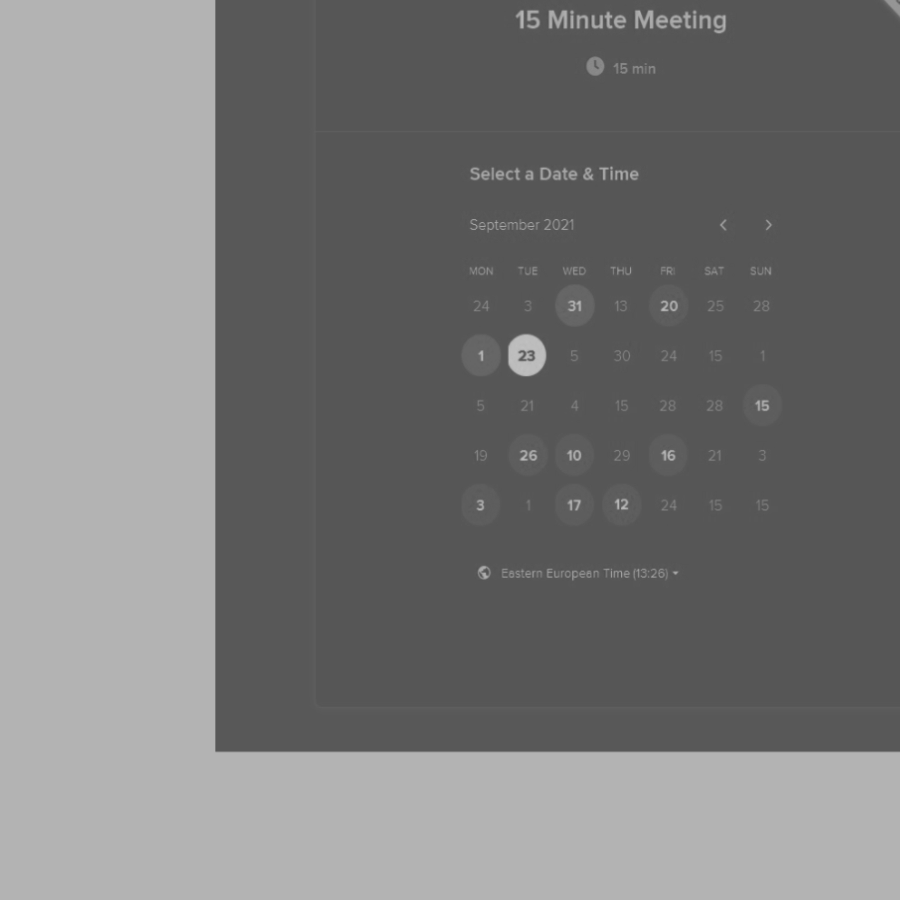 15 Minute Meeting
15 min
Select a Date & Time
September 2021
MON TUE WED THU FRI SAT SUN
24 3 31 13 20 25 28
1 23 5 30 24 15 1
5 21 4 15 28 28 15
19 26 10 29 16 21 3
3 1 17 12 24 15 15
Eastern European Time (13:26)